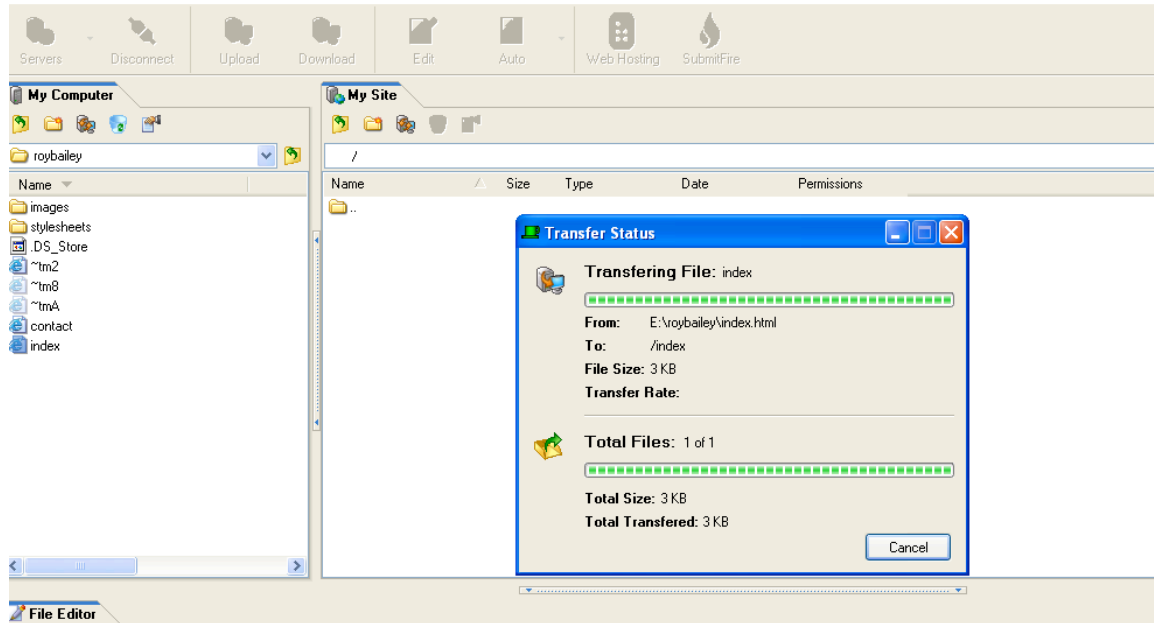 Servers Disconnect Upload Download Edit Auto Web Hosting SubmitFire
My Computer
My Site
roybailey
/
Name
Name Size Type Date Permissions
images
stylesheets
.DS_Store
~tm2
~tm8
~tmA
contact
index
..
Transfer Status
Transfering File: index
From: E:\roybailey\index.html
To: /index
File Size: 3 KB
Transfer Rate:
Total Files: 1 of 1
Total Size: 3 KB
Total Transfered: 3 KB
Cancel
File Editor